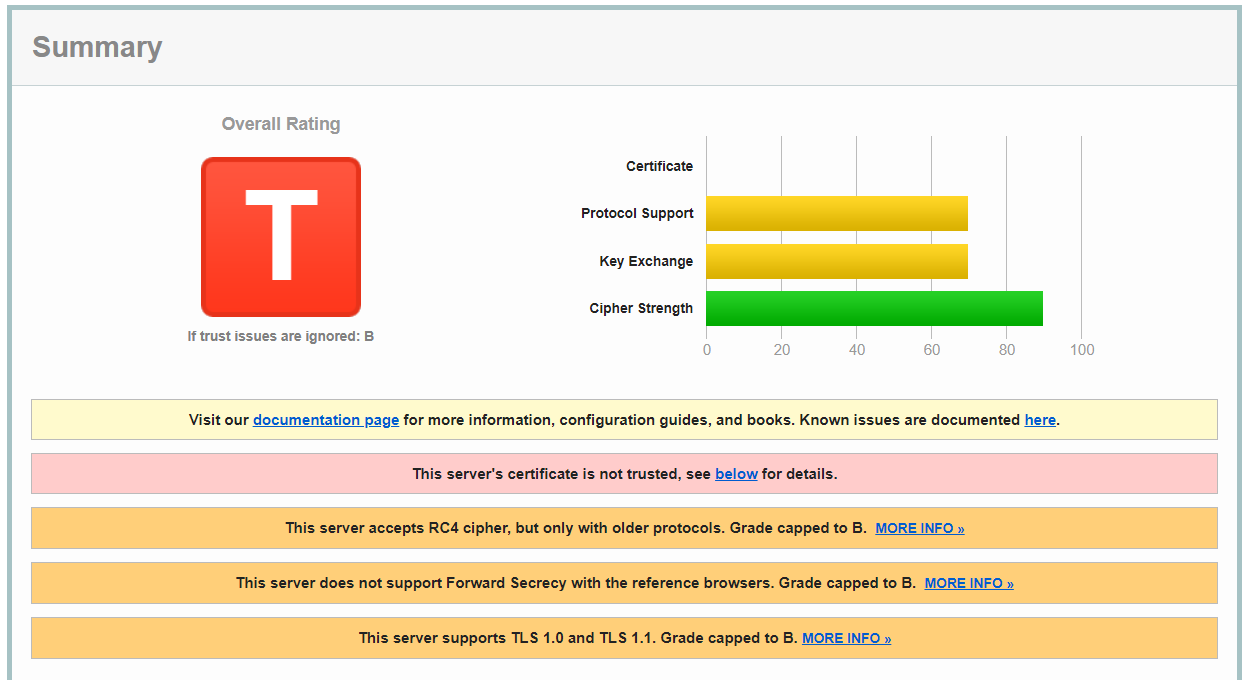 Summary
Overall Rating
T
If trust issues are ignored: B
Certificate
Protocol Support
Key Exchange
Cipher Strength
0 20 40 60 80 100
Visit our documentation page for more information, configuration guides, and books. Known issues are documented here.
This server's certificate is not trusted, see below for details.
This server accepts RC4 cipher, but only with older protocols. Grade capped to B. MORE INFO »
This server does not support Forward Secrecy with the reference browsers. Grade capped to B. MORE INFO »
This server supports TLS 1.0 and TLS 1.1. Grade capped to B. MORE INFO »